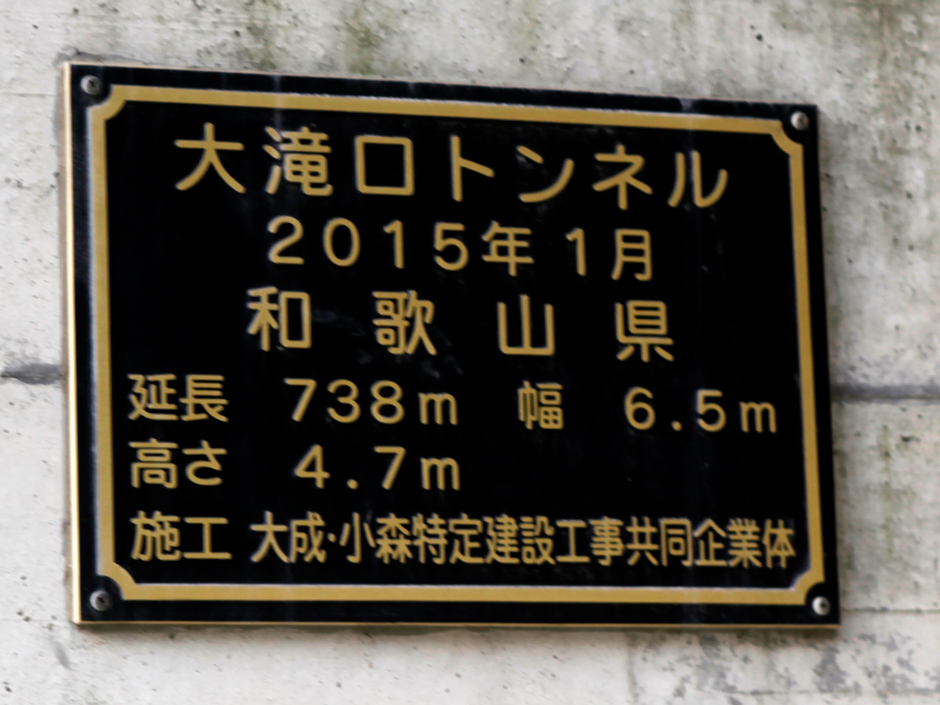 大滝口トンネル
2015年 1月
和 歌 山 県
延長 738m 幅 6.5m
高さ 4.7m
施工 大成・小森特定建設工事共同企業体